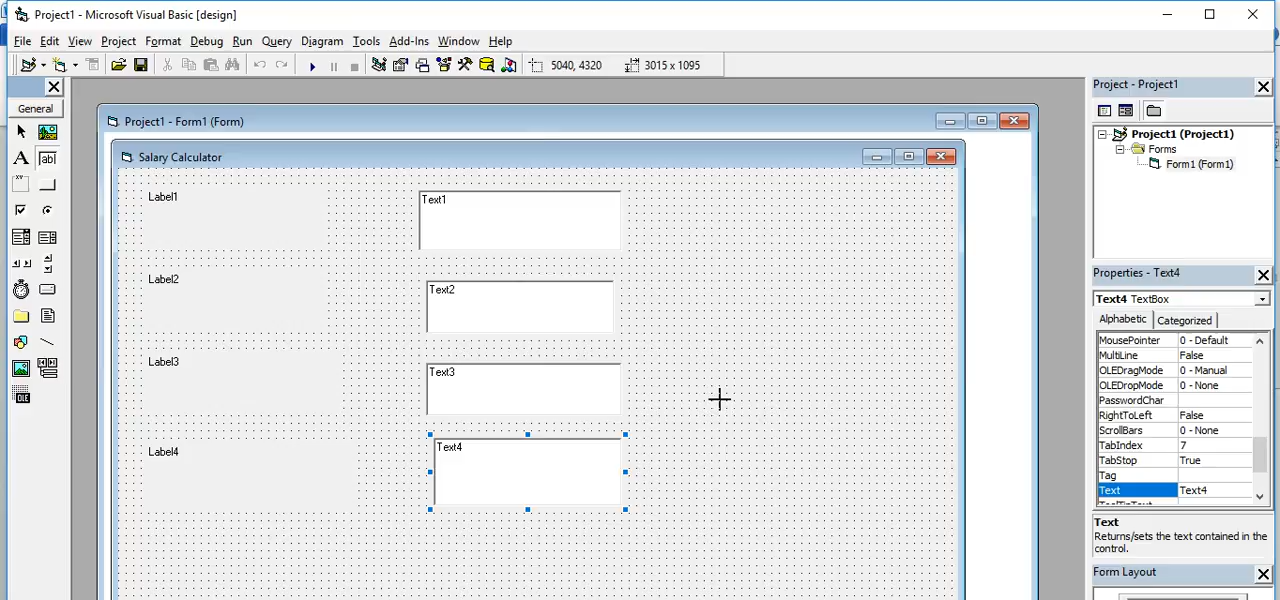 Project1 - Microsoft Visual Basic [design]
File Edit View Project Format Debug Run Query Diagram Tools Add-Ins Window Help
5040, 4320 3015 x 1095
General
A abl
xy
OLE
Project1 - Form1 (Form)
Salary Calculator
Label1 Text1
Label2 Text2
Label3 Text3
Label4 Text4
Project - Project1
Project1 (Project1)
Forms
Form1 (Form1)
Properties - Text4
Text4 TextBox
Alphabetic Categorized
MousePointer 0 - Default
MultiLine False
OLEDragMode 0 - Manual
OLEDropMode 0 - None
PasswordChar
RightToLeft False
ScrollBars 0 - None
TabIndex 7
TabStop True
Tag
Text Text4
Text
Returns/sets the text contained in the
control.
Form Layout